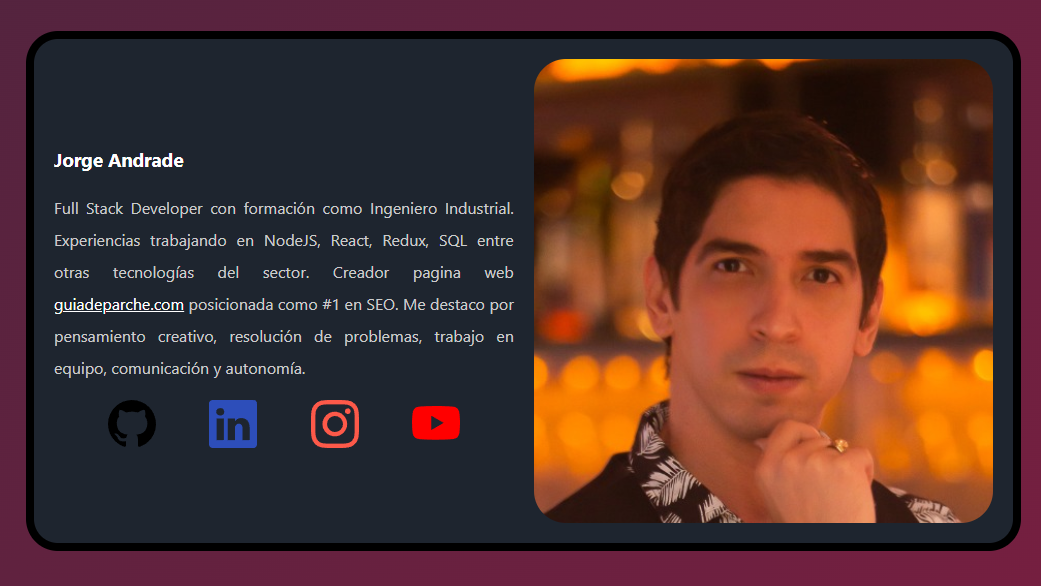 Jorge Andrade
Full Stack Developer con formación como Ingeniero Industrial.
Experiencias trabajando en NodeJS, React, Redux, SQL entre
otras tecnologías del sector. Creador pagina web
guiadeparche.com posicionada como #1 en SEO. Me destaco por
pensamiento creativo, resolución de problemas, trabajo en
equipo, comunicación y autonomía.
in